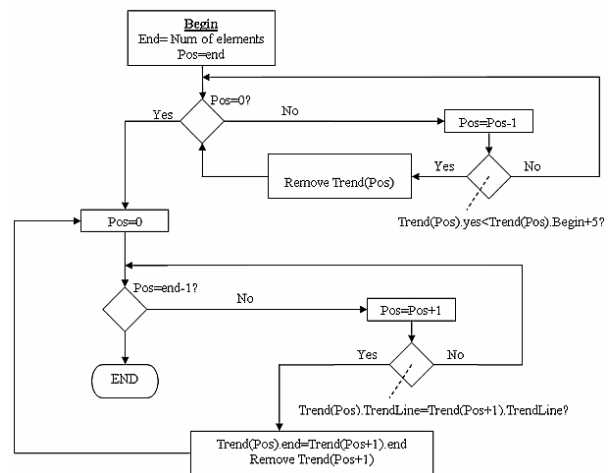 Begin
End= Num of elements
Pos=end
Pos=0?
Yes
No
Pos=Pos-1
Yes
No
Remove Trend(Pos)
Trend(Pos).yes<Trend(Pos).Begin+5?
Pos=0
Pos=end-1?
No
Pos=Pos+1
Yes
No
END
Trend(Pos).TrendLine=Trend(Pos+1).TrendLine?
Trend(Pos).end=Trend(Pos+1).end
Remove Trend(Pos+1)